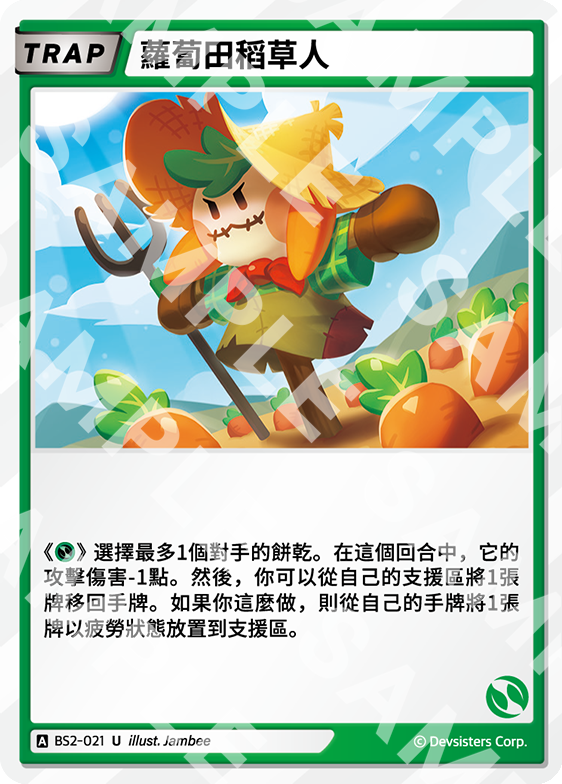 TRAP
蘿蔔田稻草人
《》選擇最多1個對手的餅乾。在這個回合中，它的
攻擊傷害-1點。然後，你可以從自己的支援區將1張
牌移回手牌。如果你這麼做，則從自己的手牌將1張
牌以疲勞狀態放置到支援區。
A BS2-021 U illust. Jambee
© Devsisters Corp.
SAMPLE